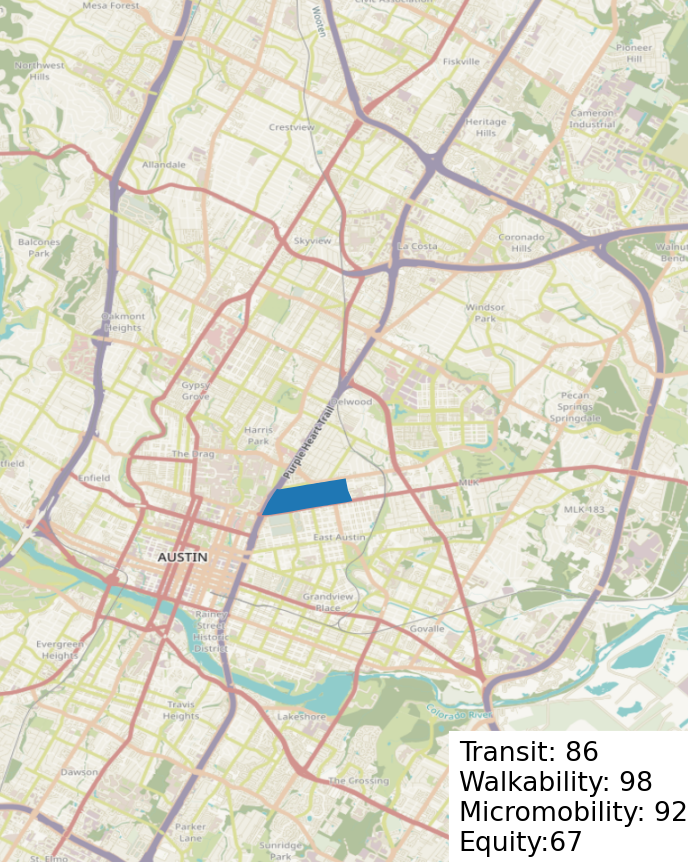 Mesa Forest
Civic Association
Wooten
Fiskville
Pioneer
Hill
Northwest
Hills
Crestview
Heritage
Hills
Cameron
Industrial
Allandale
Balcones
Park
Skyview
La Costa
Coronado
Hills
Walnut
Bend
Oakmont
Heights
Windsor
Park
Gypsy
Grove
Delwood
Pecan
Springs
Springdale
Harris
Park
Purple Heart Trail
The Drag
tfield
Enfield
MLK
MLK-183
East Austin
AUSTIN
Grandview
Place
Rainey
Street
Historic
District
Govalle
Evergreen
Heights
Travis
Heights
Lakeshore
Colorado River
Dawson
The Grossing
Parker
Lane
Sunridge
Park
St. Elmo
Transit: 86
Walkability: 98
Micromobility: 92
Equity:67